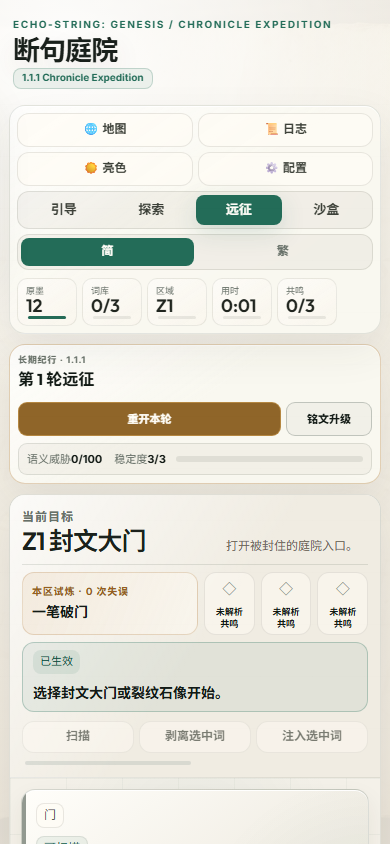 ECHO-STRING: GENESIS / CHRONICLE EXPEDITION
断句庭院
1.1.1 Chronicle Expedition
🌐 地图
📜 日志
亮色
⚙️ 配置
引导
探索
远征
沙盒
简
繁
原墨
12
词库
0/3
区域
Z1
用时
0:01
共鸣
0/3
长期纪行 · 1.1.1
第1轮远征
重开本轮
铭文升级
语义威胁0/100
稳定度3/3
当前目标
Z1 封文大门
打开被封住的庭院入口。
本区试炼 · 0 次失误
一笔破门
未解析
共鸣
未解析
共鸣
未解析
共鸣
已生效
选择封文大门或裂纹石像开始。
扫描
剥离选中词
注入选中词
门